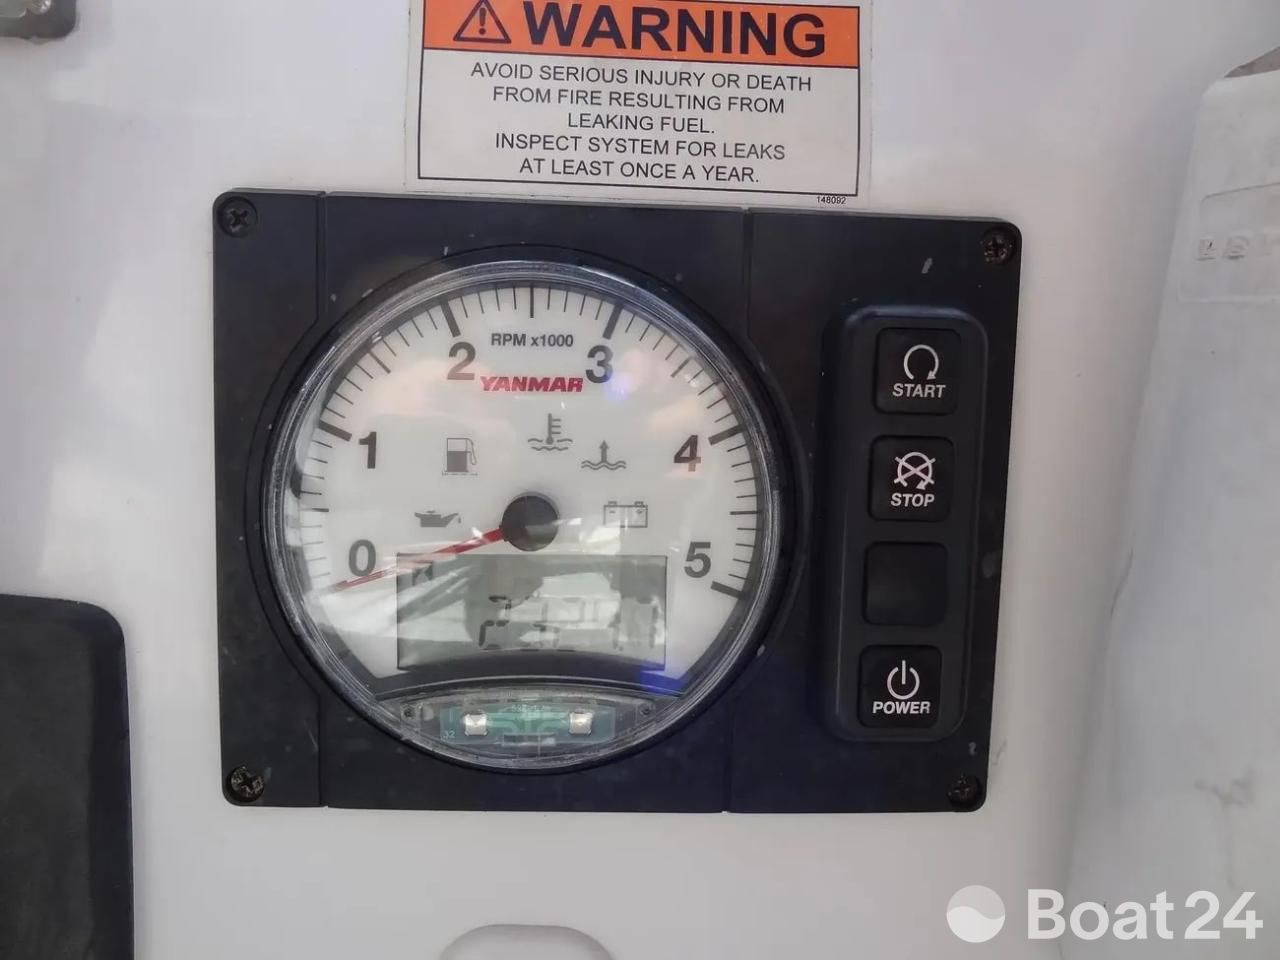 WARNING
AVOID SERIOUS INJURY OR DEATH
FROM FIRE RESULTING FROM
LEAKING FUEL.
INSPECT SYSTEM FOR LEAKS
AT LEAST ONCE A YEAR.
148092
RPM x1000
0 1 2 3 4 5
YANMAR
32
START
STOP
POWER
Boat24